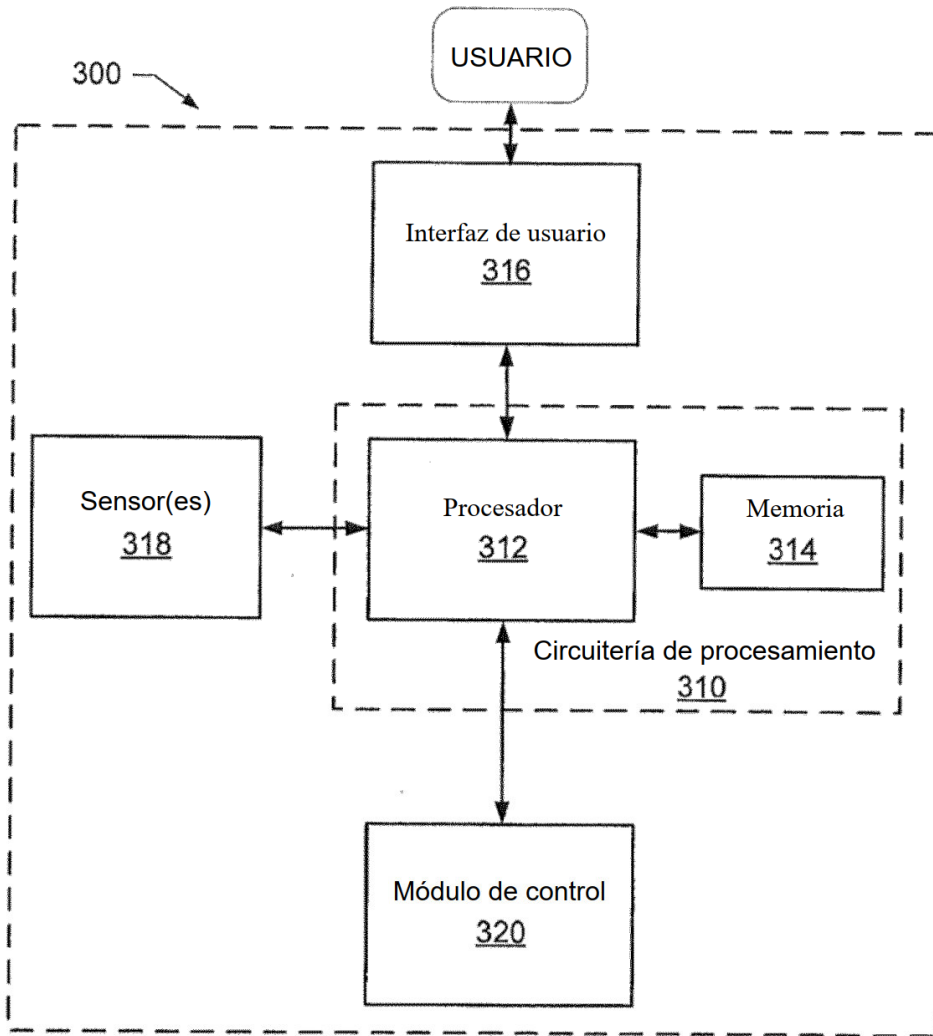 USUARIO
300
Interfaz de usuario
316
Sensor(es)
318
Procesador
312
Memoria
314
Circuitería de procesamiento
310
Módulo de control
320